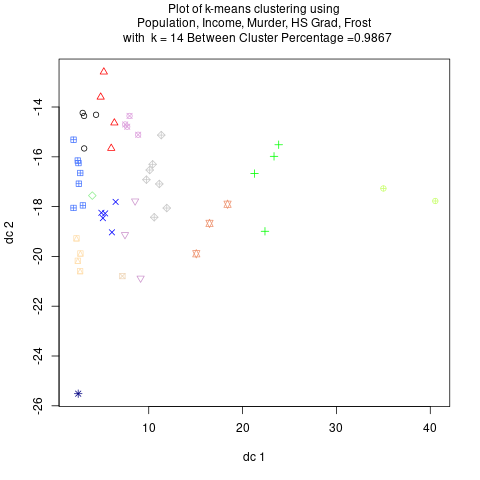 Plot of k-means clustering using
Population, Income, Murder, HS Grad, Frost
with k = 14 Between Cluster Percentage =0.9867
dc 2
-14
-16
-18
-20
-22
-24
-26
10
20
30
40
dc 1